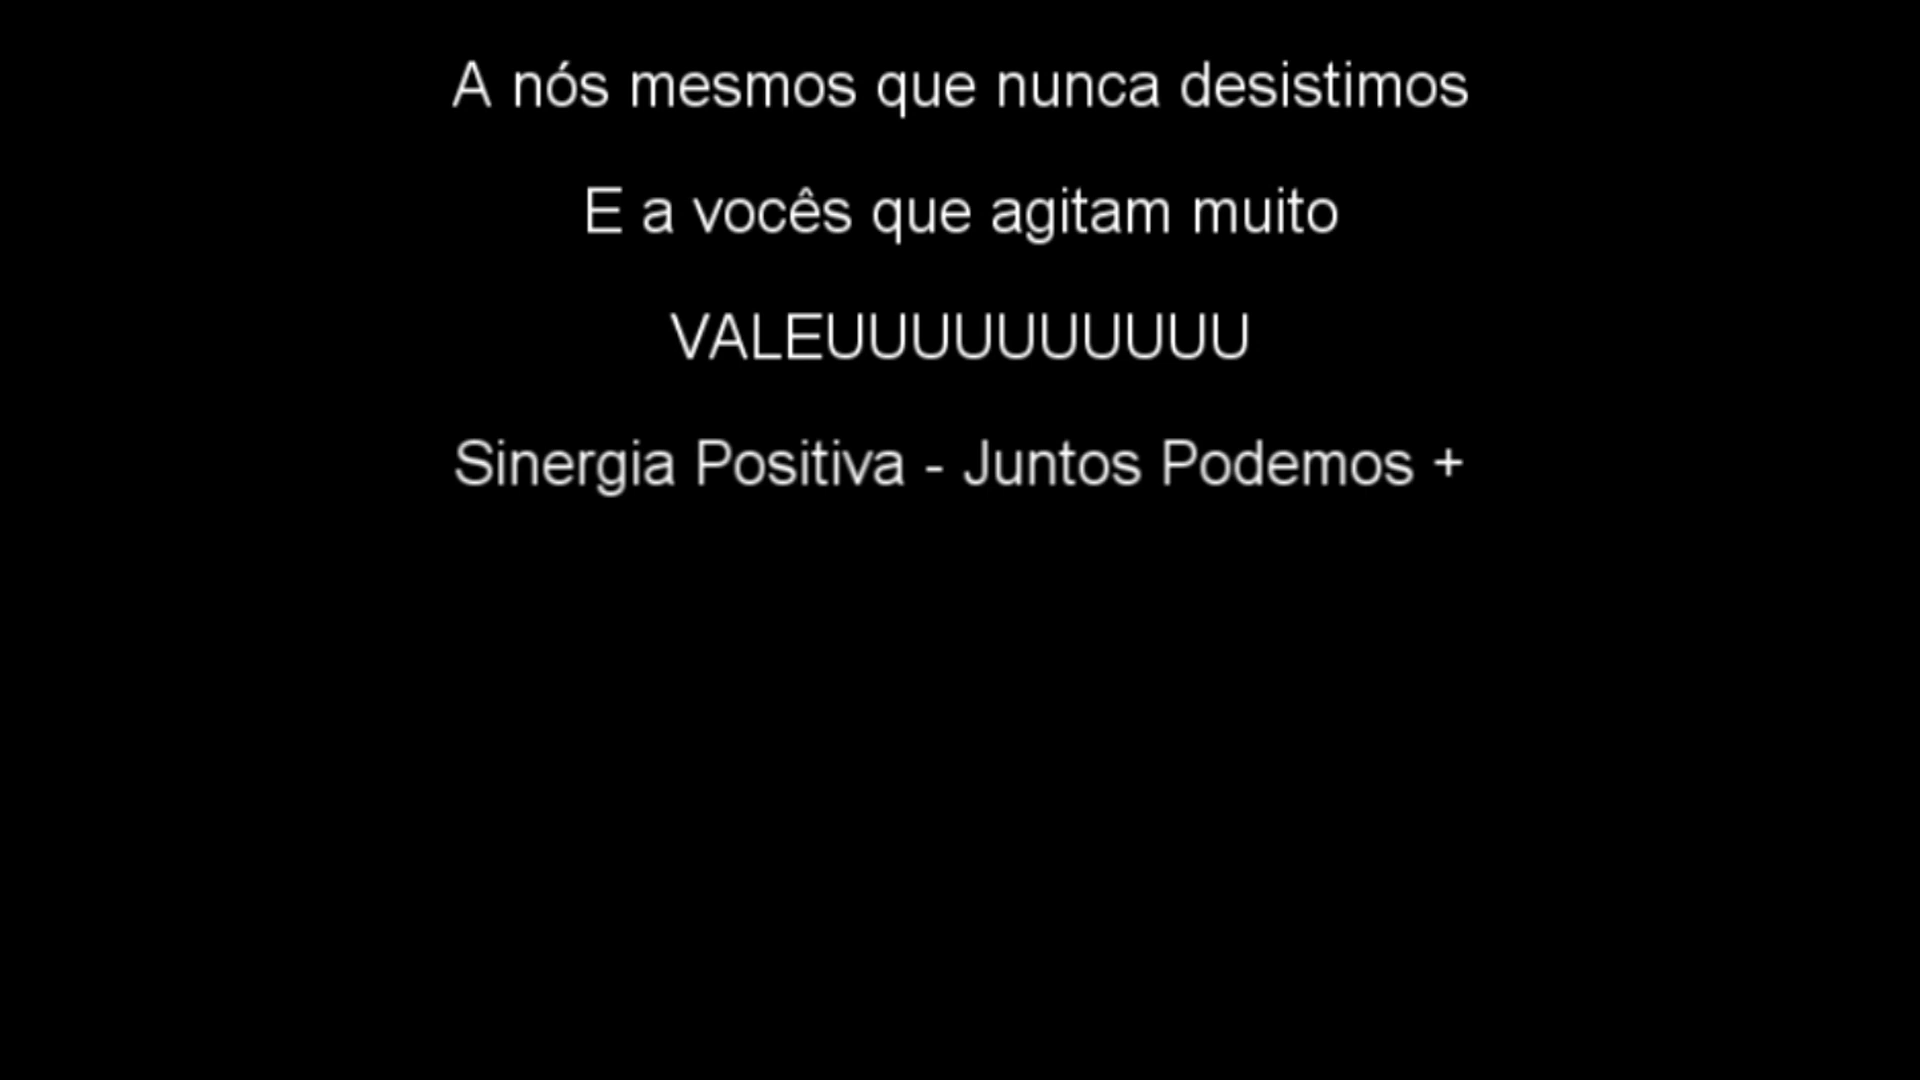 A nós mesmos que nunca desistimos
E a vocês que agitam muito
VALEUUUUUUUUUU
Sinergia Positiva - Juntos Podemos +